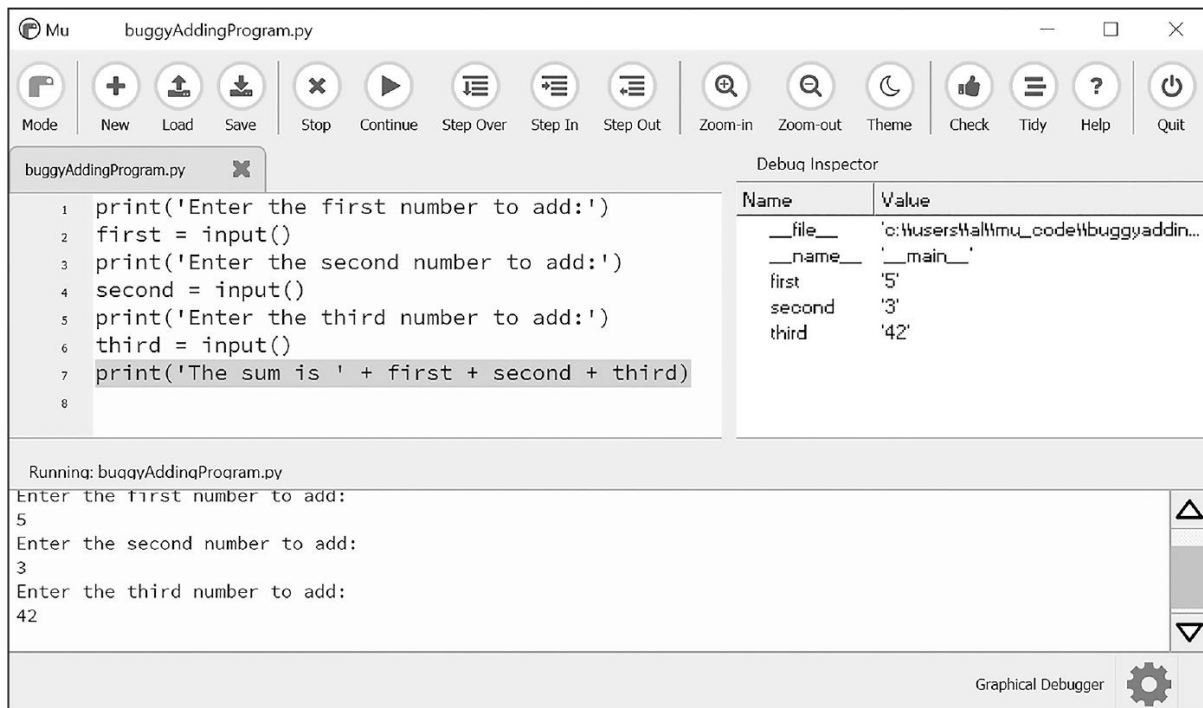 Mu buggyAddingProgram.py
Mode New Load Save Stop Continue Step Over Step In Step Out Zoom-in Zoom-out Theme Check Tidy Help Quit
buggyAddingProgram.py
1 print('Enter the first number to add:')
2 first = input()
3 print('Enter the second number to add:')
4 second = input()
5 print('Enter the third number to add:')
6 third = input()
7 print('The sum is ' + first + second + third)
8
Debug Inspector
Name Value
__file__ 'c:\\users\\al\\mu_code\\buggyaddin...
__name__ '__main__'
first '5'
second '3'
third '42'
Running: buggyAddingProgram.py
Enter the first number to add:
5
Enter the second number to add:
3
Enter the third number to add:
42
Graphical Debugger